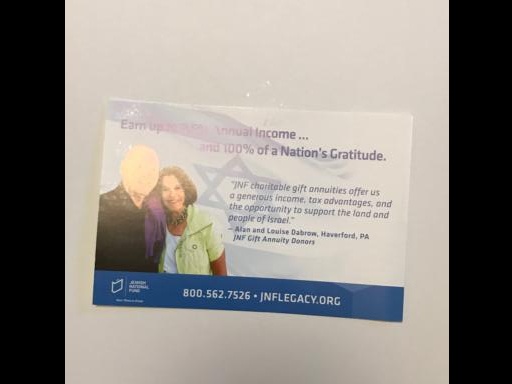 Earn up to Annual Income ...
and 100% of a Nation's Gratitude.
"JNF charitable gift annuities offer us
a generous income, tax advantages, and
the opportunity to support the land and
people of Israel."
– Alan and Louise Dabrow, Haverford, PA
JNF Gift Annuity Donors
JEWISH
NATIONAL
FUND
800.562.7526 • JNFLEGACY.ORG